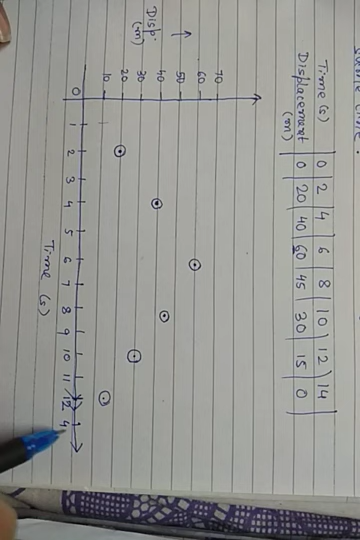 Time (s) 0 2 4 6 8 10 12 14
Displacement (m) 0 20 40 60 45 30 15 0
Displ.
(m)
70
60
50
40
30
20
10
0 1 2 3 4 5 6 7 8 9 10 11 12 4
Time (s)